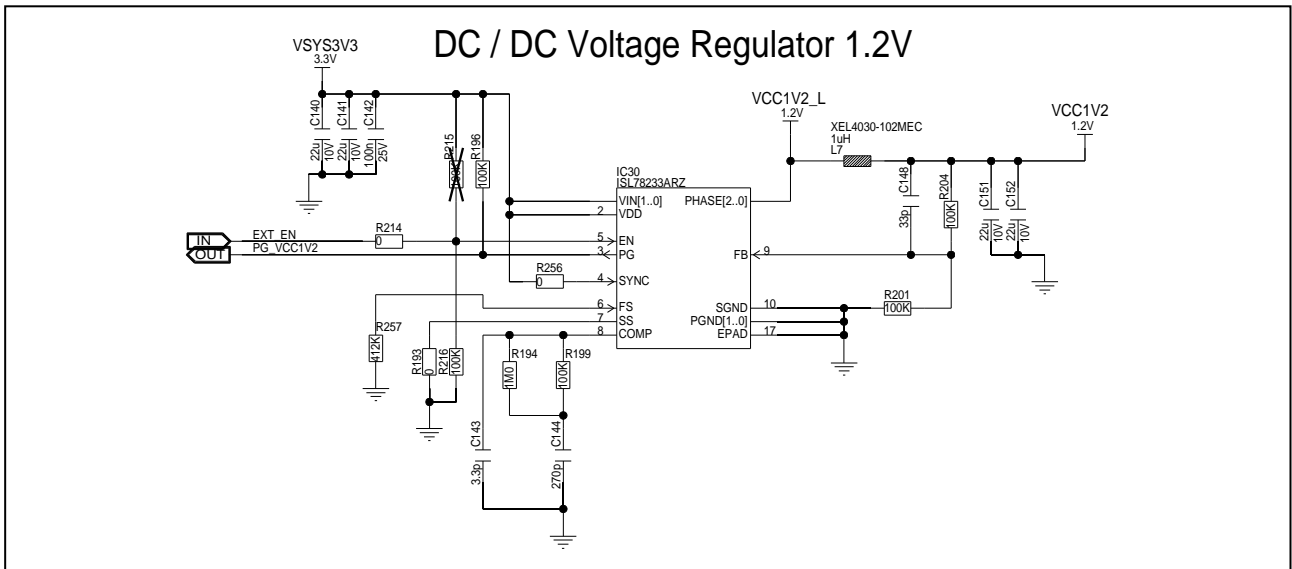 DC / DC Voltage Regulator 1.2V
VSYS3V3
3.3V
C140
22u
10V
C141
22u
10V
C142
100n
25V
R215
100K
R196
100K
VCC1V2_L
1.2V
XEL4030-102MEC
1uH
L7
VCC1V2
1.2V
C148
33p
R204
100K
C151
22u
10V
C152
22u
10V
IC30
ISL78233ARZ
VIN[1..0]
2 VDD
5 EN
3 PG
4 SYNC
6 FS
7 SS
8 COMP
PHASE[2..0]
FB 9
SGND 10
PGND[1..0]
EPAD 17
IN EXT_EN
OUT PG_VCC1V2
R214
0
R256
0
R201
100K
R257
412K
R193
0
R216
100K
R194
1M0
R199
100K
C143
3.3p
C144
270p